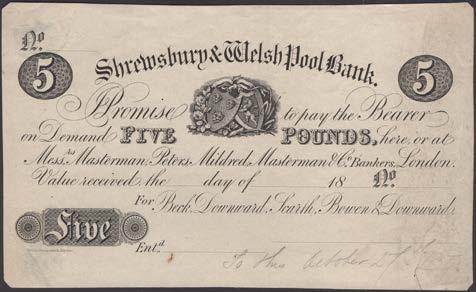 No.
5 Shrewsbury & Welsh Pool Bank. 5
I Promise to pay the Bearer
on Demand FIVE POUNDS, here, or at
Mess.rs Masterman, Peters, Mildred, Masterman & Co. Bankers, London.
Value received the day of 18 No.
For Beck, Downward, Scarth, Bowen & Downward,
Five
Ent.d
October 27